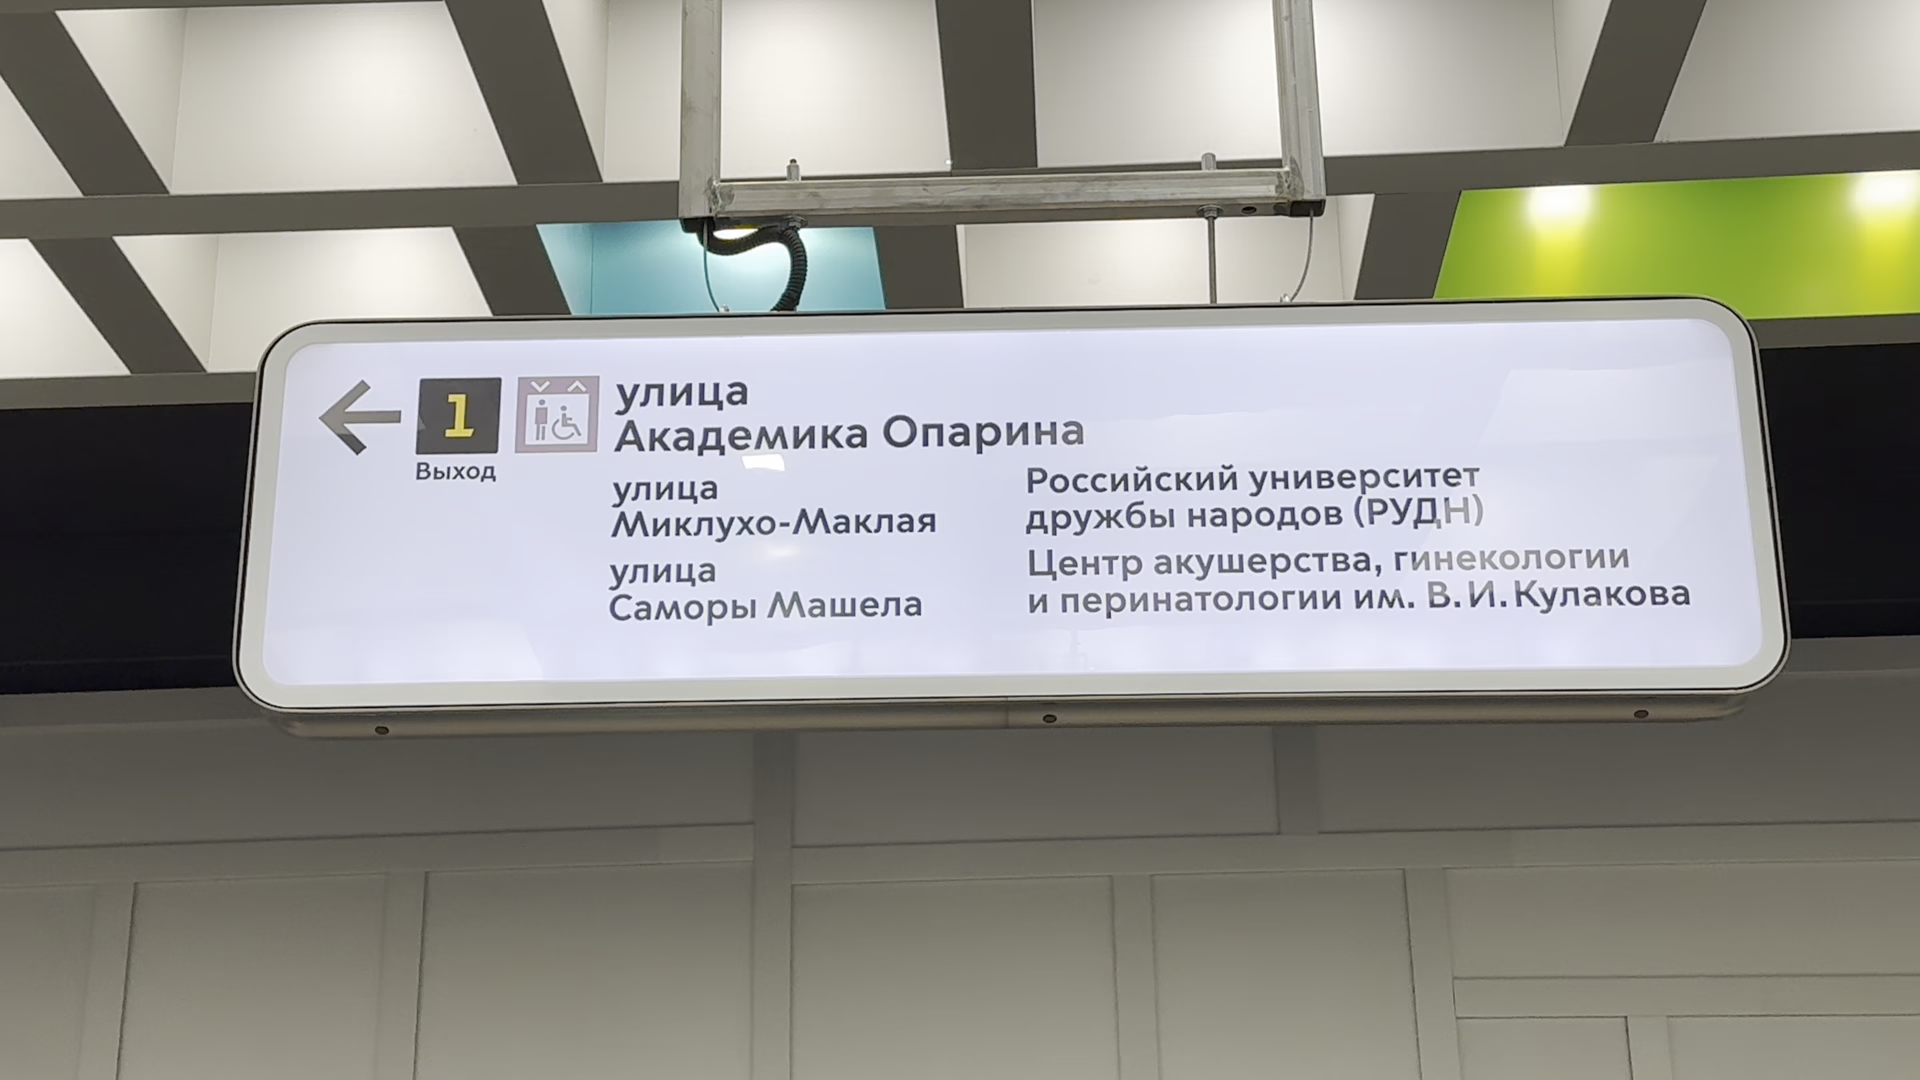 1
Выход
улица
Академика Опарина
улица
Миклухо-Маклая
улица
Саморы Машела
Российский университет
дружбы народов (РУДН)
Центр акушерства, гинекологии
и перинатологии им. В.И.Кулакова